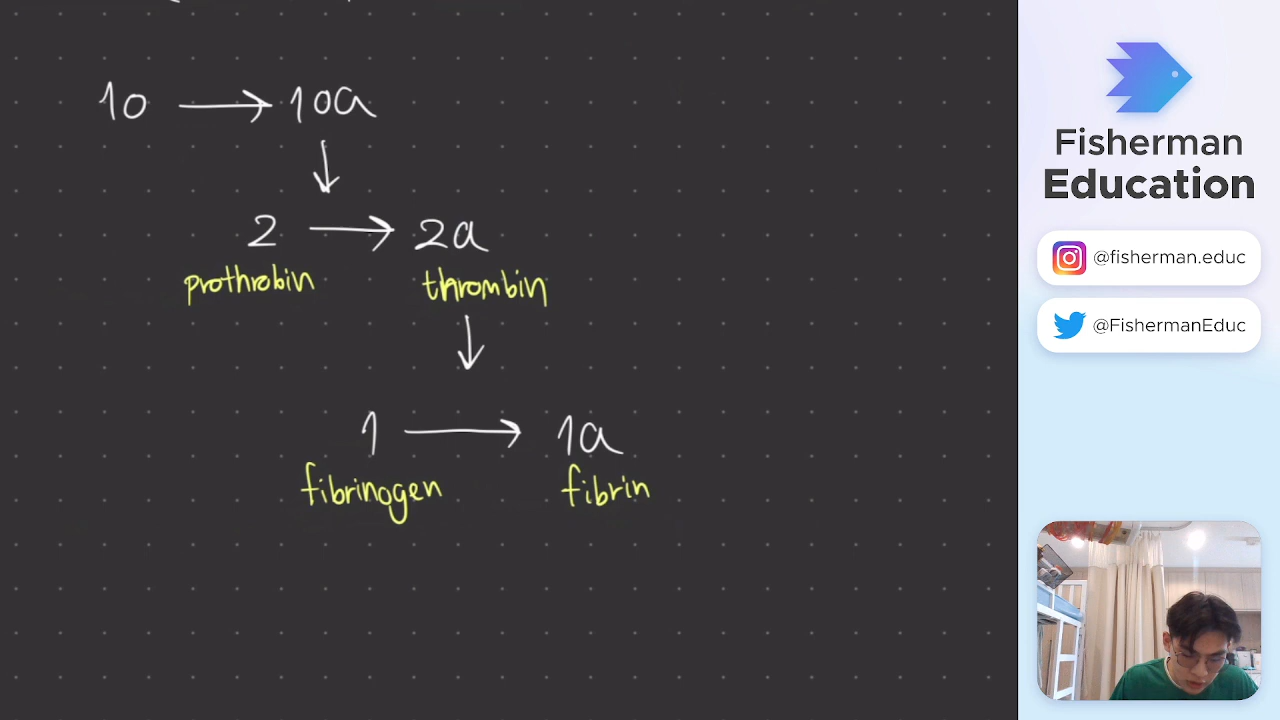 10 → 10a
↓
2 → 2a
prothrobin thrombin
↓
1 → 1a
fibrinogen fibrin
Fisherman
Education
@fisherman.educ
@FishermanEduc